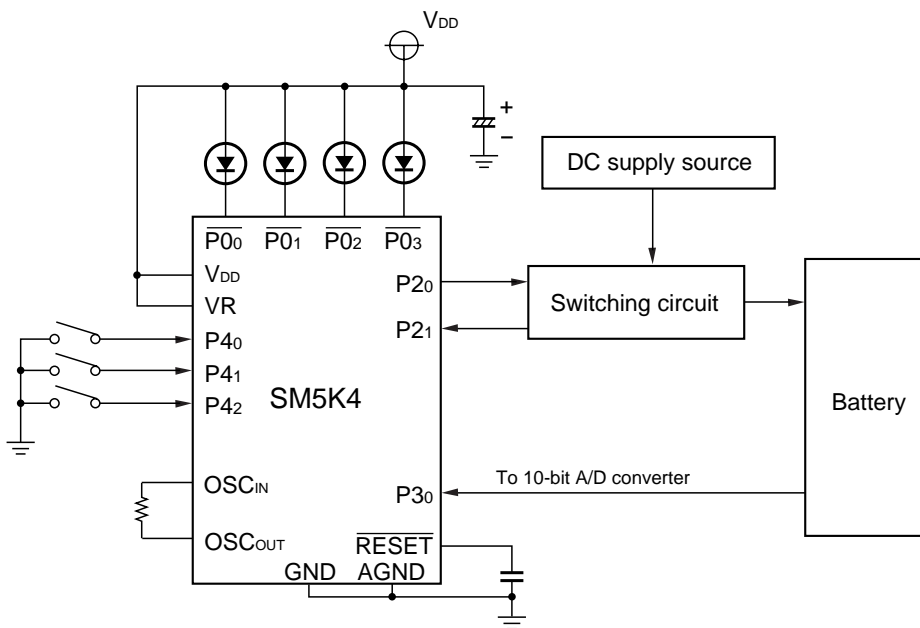 VDD
+
−
DC supply source
P00 P01 P02 P03
VDD
P20
Switching circuit
VR
P40
P21
P41
SM5K4
P42
Battery
To 10-bit A/D converter
OSCIN
P30
OSCOUT
RESET
GND AGND